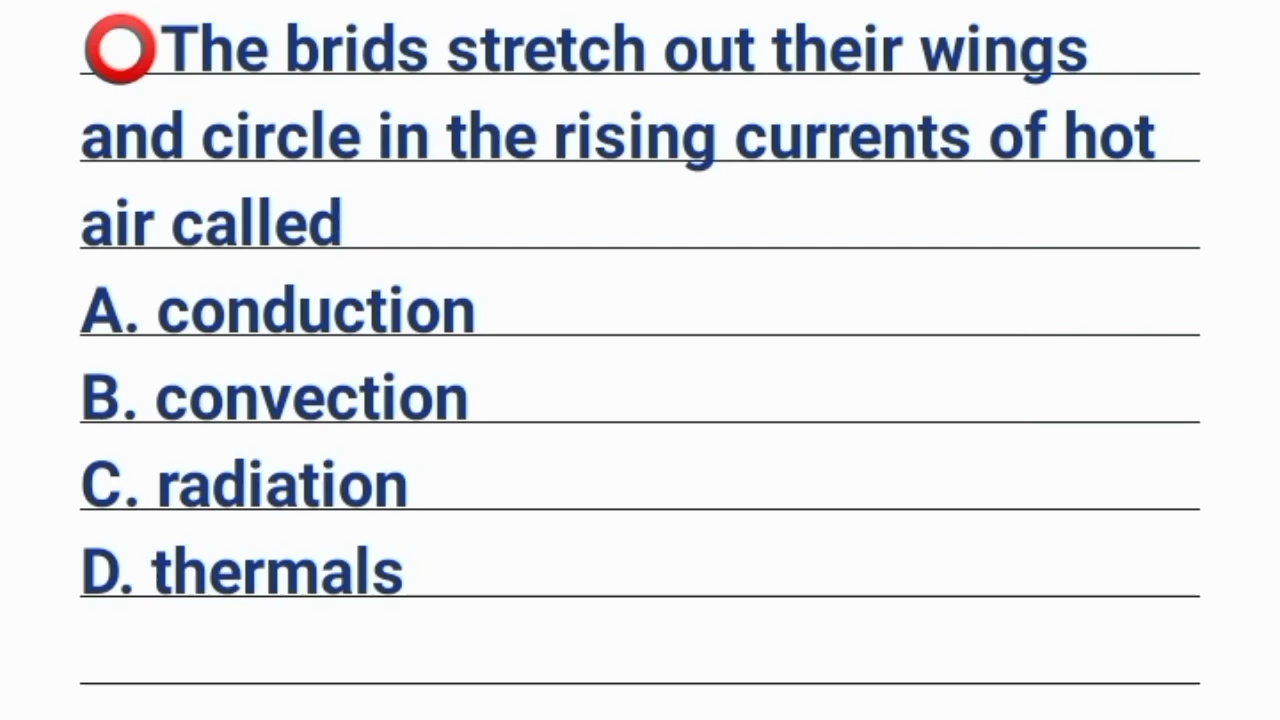 ⭕The brids stretch out their wings
and circle in the rising currents of hot
air called
A. conduction
B. convection
C. radiation
D. thermals